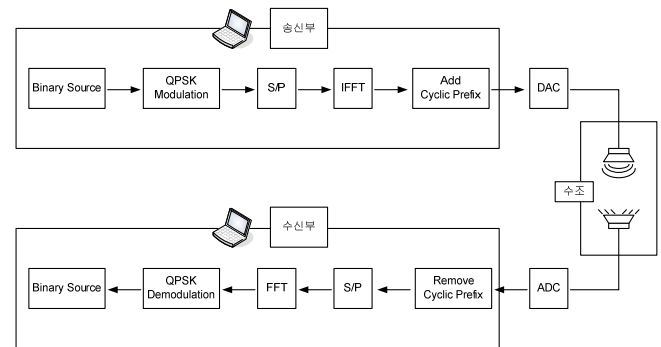 송신부
Binary Source
QPSK
Modulation
S/P
IFFT
Add
Cyclic Prefix
DAC
수조
수신부
Binary Source
QPSK
Demodulation
FFT
S/P
Remove
Cyclic Prefix
ADC